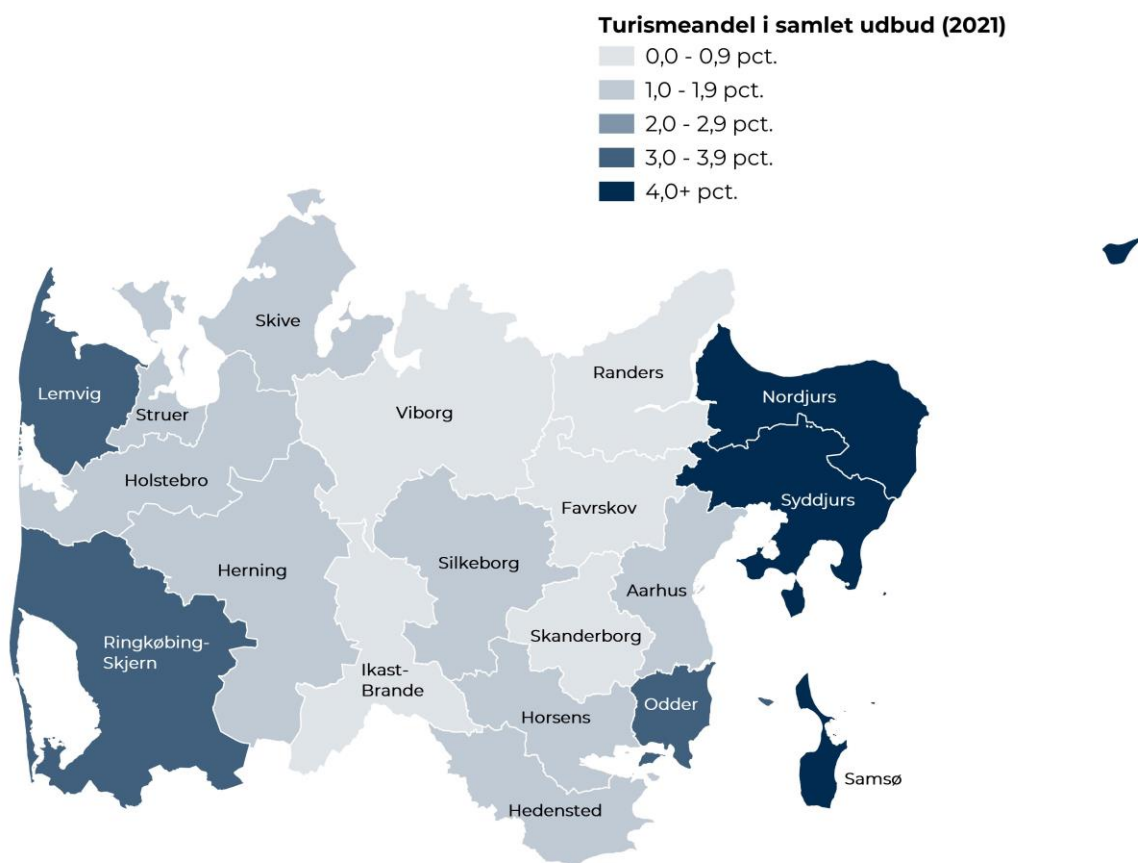 Turismeandel i samlet udbud (2021)
0,0 - 0,9 pct.
1,0 - 1,9 pct.
2,0 - 2,9 pct.
3,0 - 3,9 pct.
4,0+ pct.
Skive
Randers
Lemvig
Nordjurs
Struer
Viborg
Holstebro
Favrskov
Syddjurs
Silkeborg
Herning
Aarhus
Skanderborg
Ringkøbing-
Skjern
Ikast-
Brande
Odder
Horsens
Samsø
Hedensted